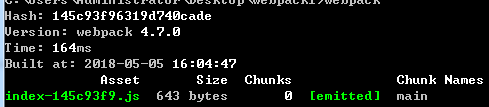 C:\Users\Administrator\Desktop\webpack19>webpack
Hash: 145c93f96319d740cade
Version: webpack 4.7.0
Time: 164ms
Built at: 2018-05-05 16:04:47
Asset Size Chunks Chunk Names
index-145c93f9.js 643 bytes 0 [emitted] main